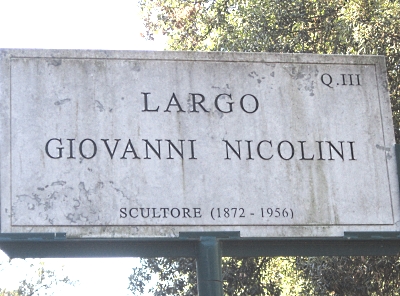 Q.III
LARGO
GIOVANNI NICOLINI
SCULTORE (1872 - 1956)